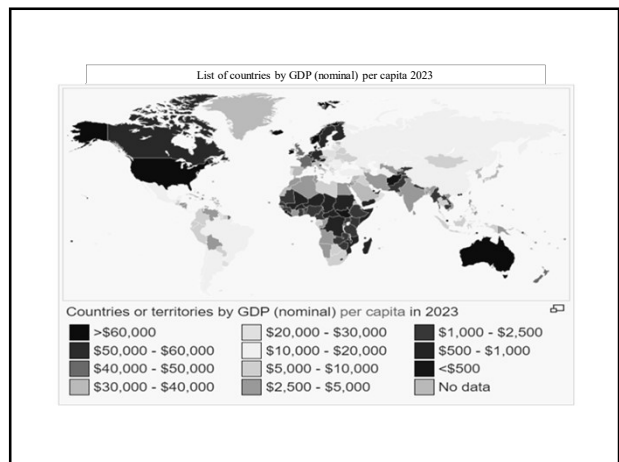 List of countries by GDP (nominal) per capita 2023
Countries or territories by GDP (nominal) per capita in 2023
>$60,000
$50,000 - $60,000
$40,000 - $50,000
$30,000 - $40,000
$20,000 - $30,000
$10,000 - $20,000
$5,000 - $10,000
$2,500 - $5,000
$1,000 - $2,500
$500 - $1,000
<$500
No data